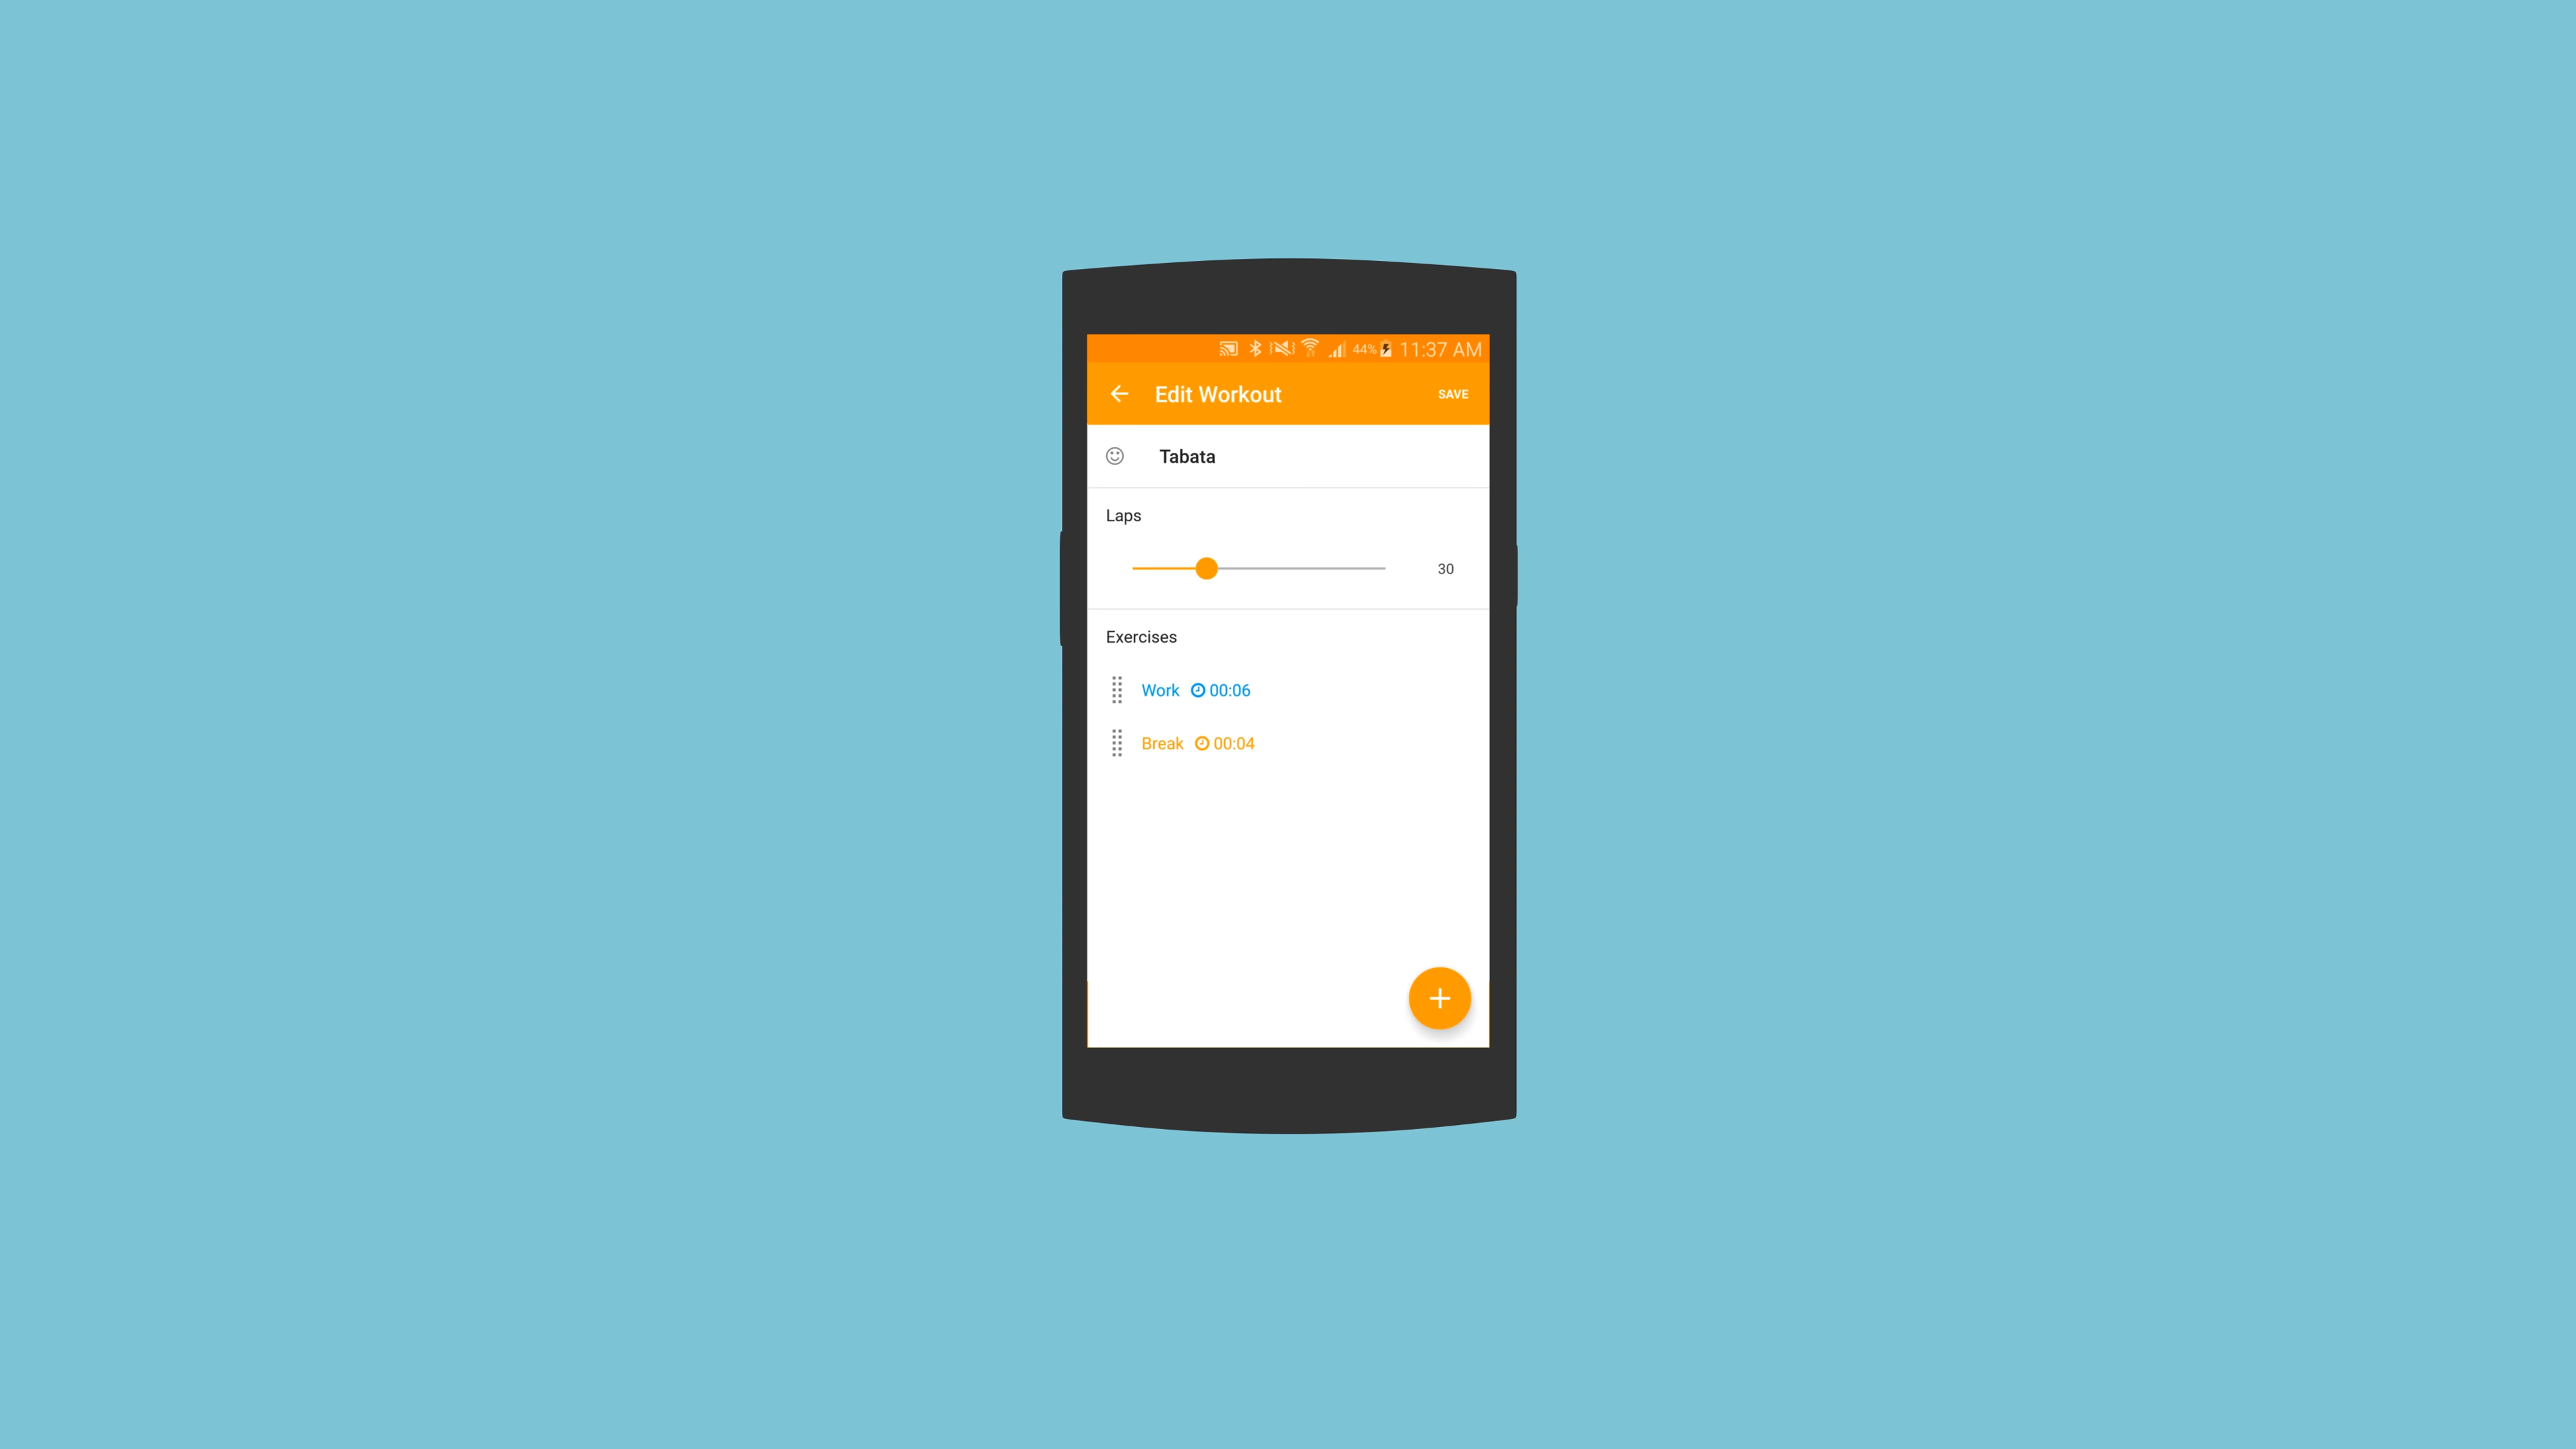 44% 11:37 AM
Edit Workout SAVE
Tabata
Laps
30
Exercises
Work 00:06
Break 00:04